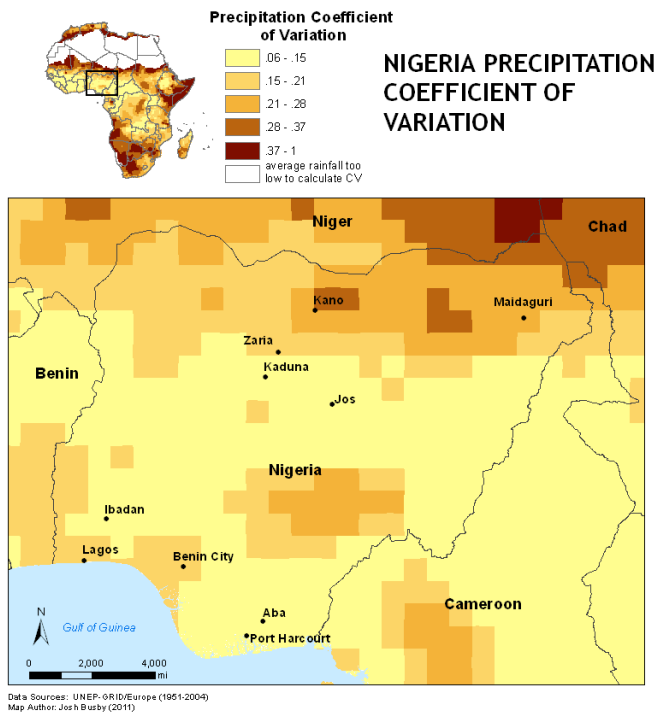 Precipitation Coefficient
of Variation
.06 - .15
.15 - .21
.21 - .28
.28 - .37
.37 - 1
average rainfall too
low to calculate CV
NIGERIA PRECIPITATION
COEFFICIENT OF
VARIATION
Niger
Chad
Kano
Maidaguri
Zaria
Kaduna
Benin
Jos
Nigeria
Ibadan
Lagos
Benin City
Cameroon
Aba
Port Harcourt
N
Gulf of Guinea
0 2,000 4,000
mi
Data Sources: UNEP-GRID/Europe (1951-2004)
Map Author: Josh Busby (2011)